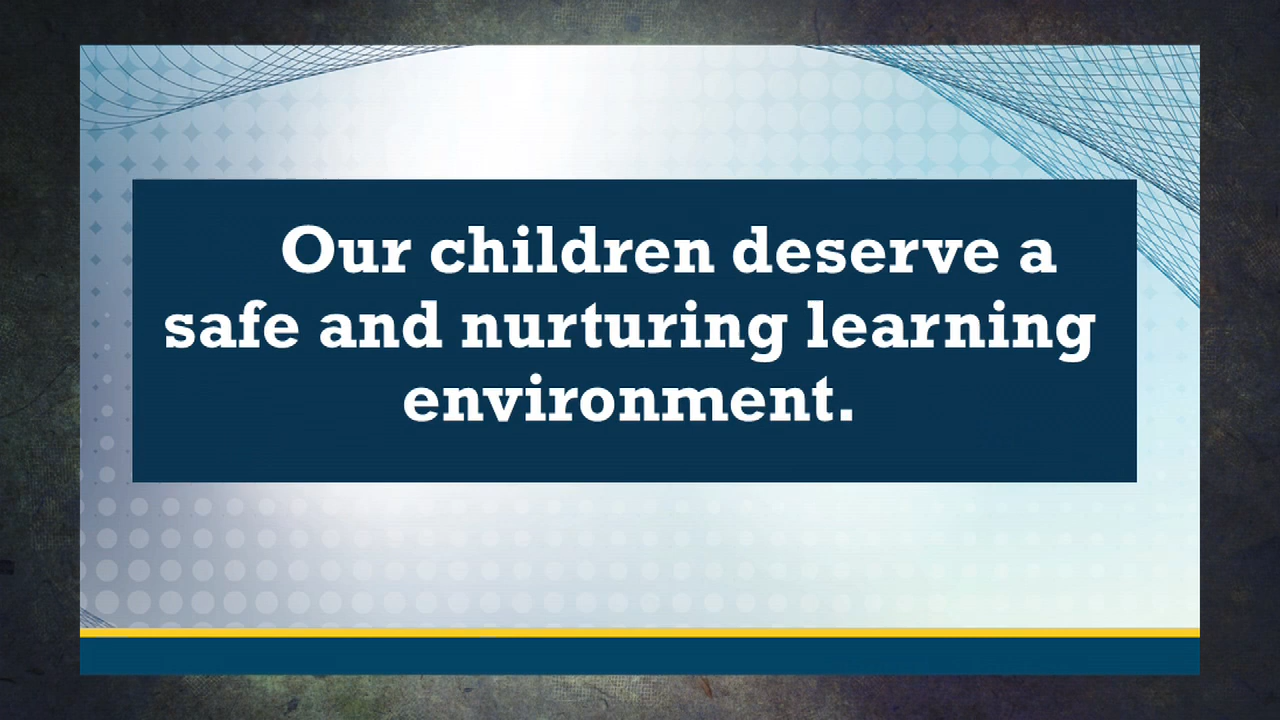 Our children deserve a
safe and nurturing learning
environment.